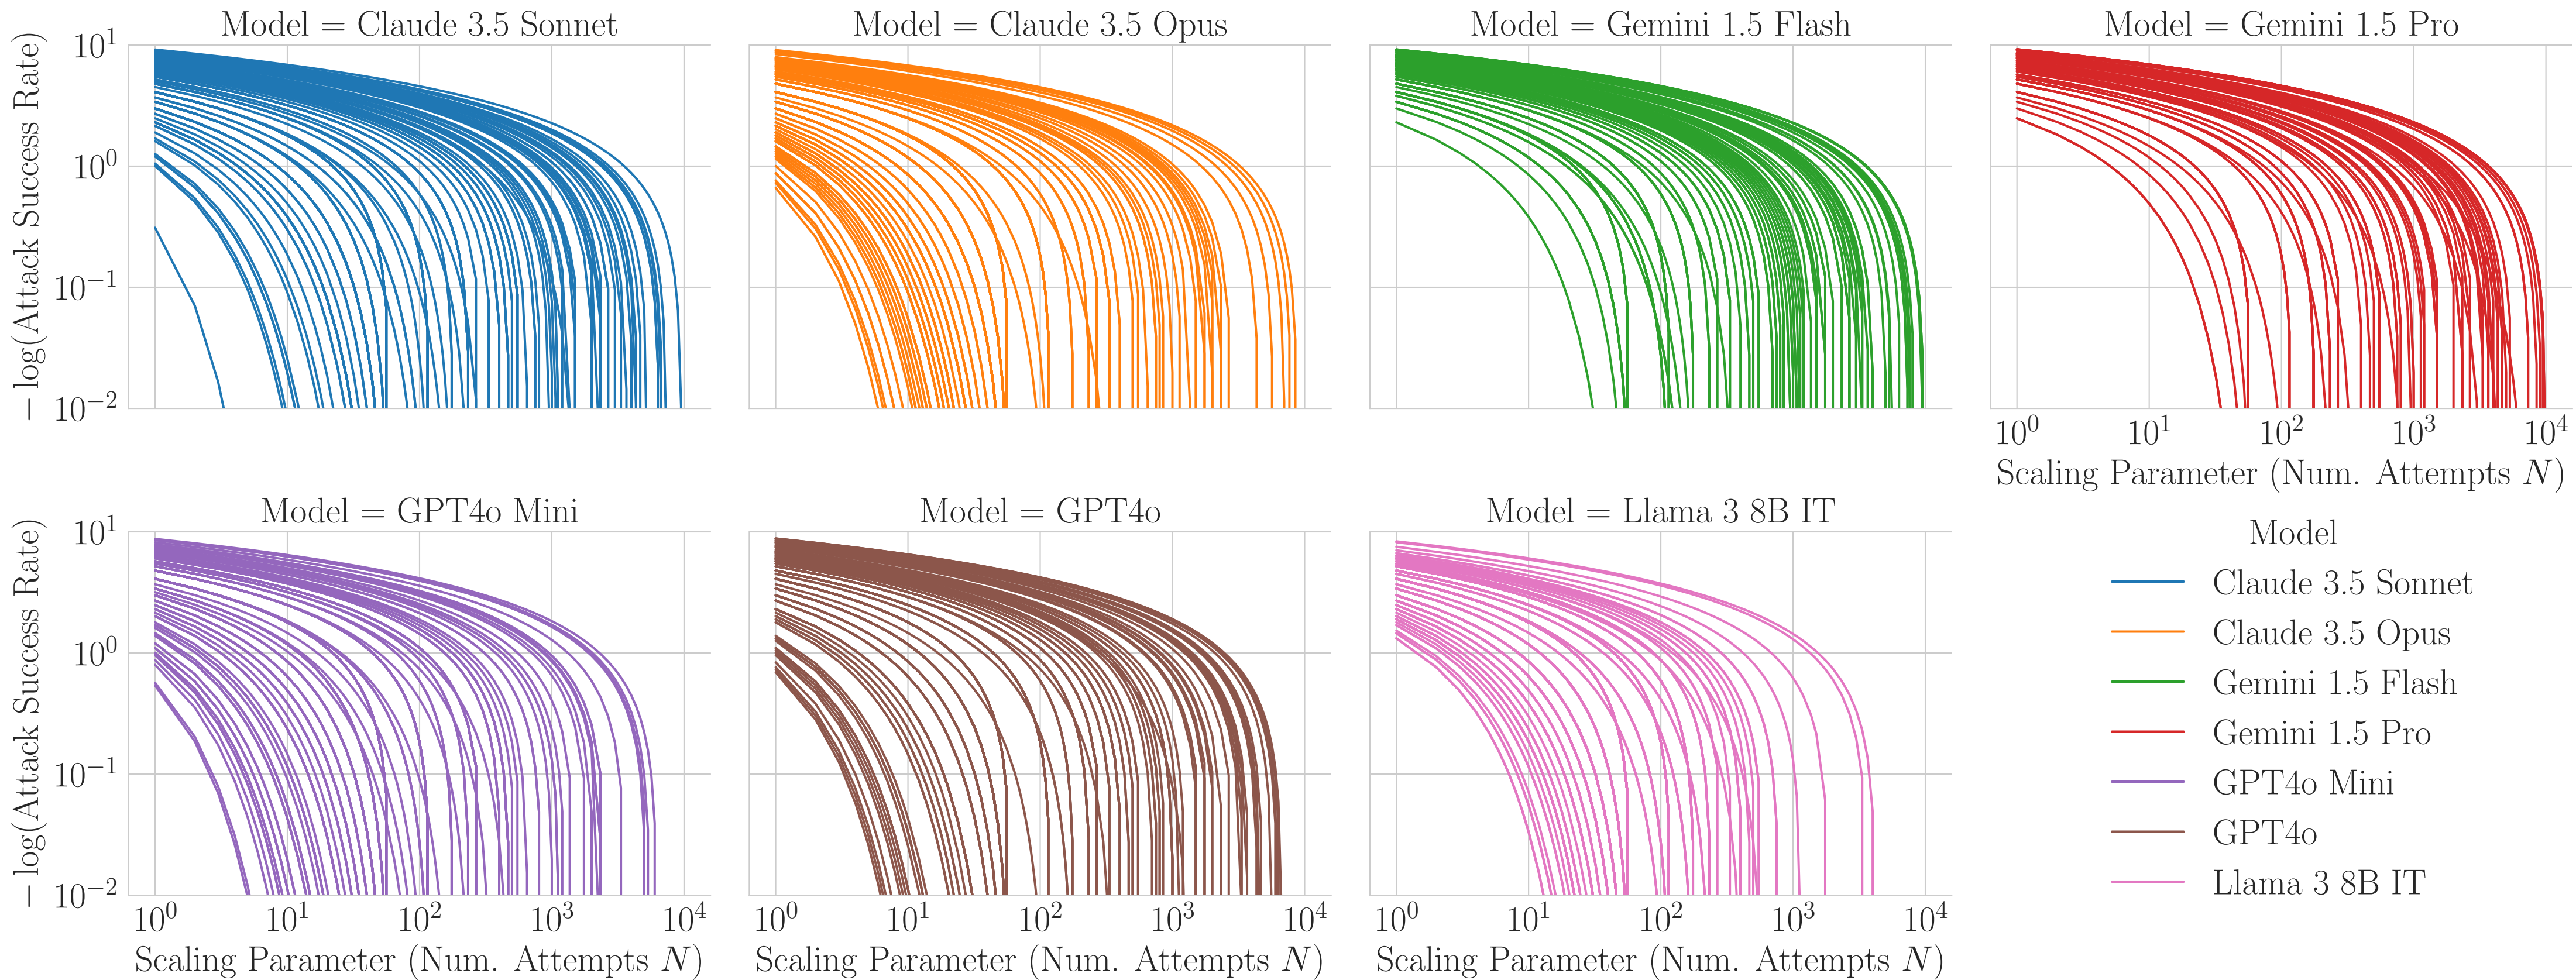 Model = Claude 3.5 Sonnet
Model = Claude 3.5 Opus
Model = Gemini 1.5 Flash
Model = Gemini 1.5 Pro
− log(Attack Success Rate)
10^1
10^0
10^−1
10^−2
10^0 10^1 10^2 10^3 10^4
Scaling Parameter (Num. Attempts N)
Model = GPT4o Mini
Model = GPT4o
Model = Llama 3 8B IT
− log(Attack Success Rate)
10^1
10^0
10^−1
10^−2
10^0 10^1 10^2 10^3 10^4
Scaling Parameter (Num. Attempts N)
10^0 10^1 10^2 10^3 10^4
Scaling Parameter (Num. Attempts N)
10^0 10^1 10^2 10^3 10^4
Scaling Parameter (Num. Attempts N)
Model
Claude 3.5 Sonnet
Claude 3.5 Opus
Gemini 1.5 Flash
Gemini 1.5 Pro
GPT4o Mini
GPT4o
Llama 3 8B IT